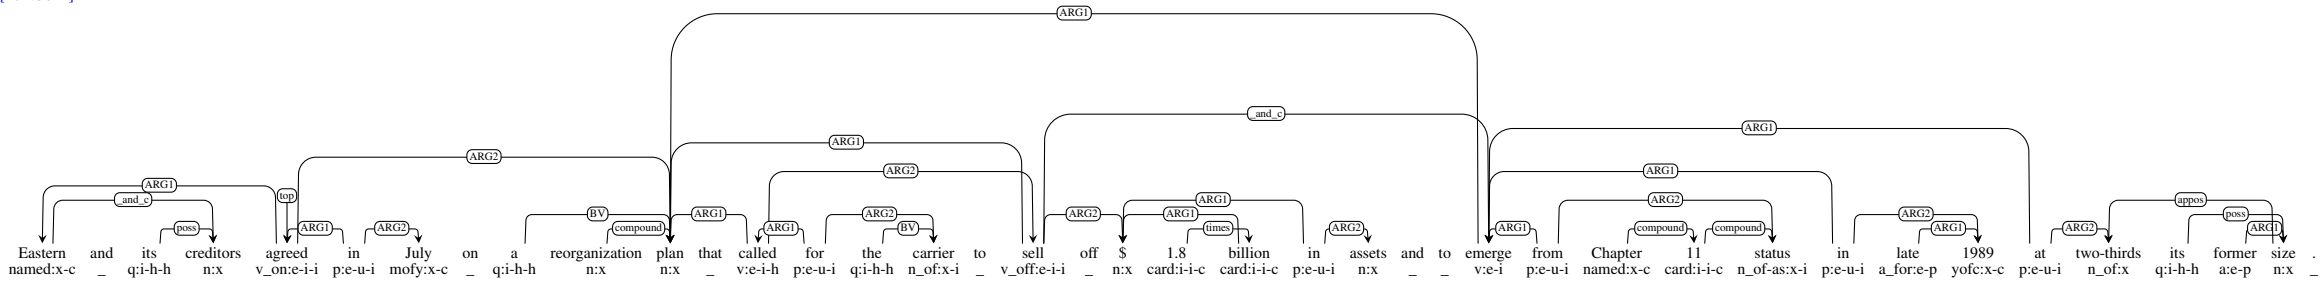 ARG1
_and_c
ARG1
ARG1
ARG2
ARG2 ARG1
ARG1 top _and_c ARG1 ARG2 appos
BV ARG1 ARG2 ARG2 ARG1 ARG2 poss
poss ARG1 ARG2 compound ARG1 BV times ARG2 ARG1 compound compound ARG1 ARG2 ARG1
Eastern and its creditors agreed in July on a reorganization plan that called for the carrier to sell off $ 1.8 billion in assets and to emerge from Chapter 11 status in late 1989 at two-thirds its former size .
named:x-c _ q:i-h-h n:x v_on:e-i-i p:e-u-i mofy:x-c _ q:i-h-h n:x n:x _ v:e-i-h p:e-u-i q:i-h-h n_of:x-i _ v_off:e-i-i _ n:x card:i-i-c card:i-i-c p:e-u-i n:x _ _ v:e-i p:e-u-i named:x-c card:i-i-c n_of-as:x-i p:e-u-i a_for:e-p yofc:x-c p:e-u-i n_of:x q:i-h-h a:e-p n:x _